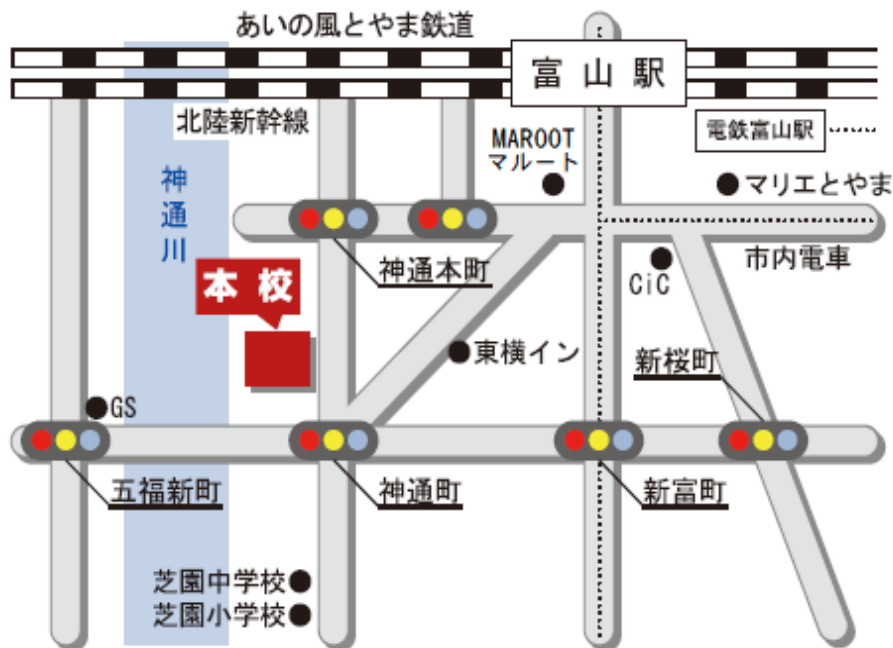 あいの風とやま鉄道
富山駅
北陸新幹線
電鉄富山駅
MAROOT
マルート
マリエとやま
神通川
市内電車
神通本町
CiC
本校
東横イン
新桜町
GS
五福新町
神通町
新富町
芝園中学校
芝園小学校